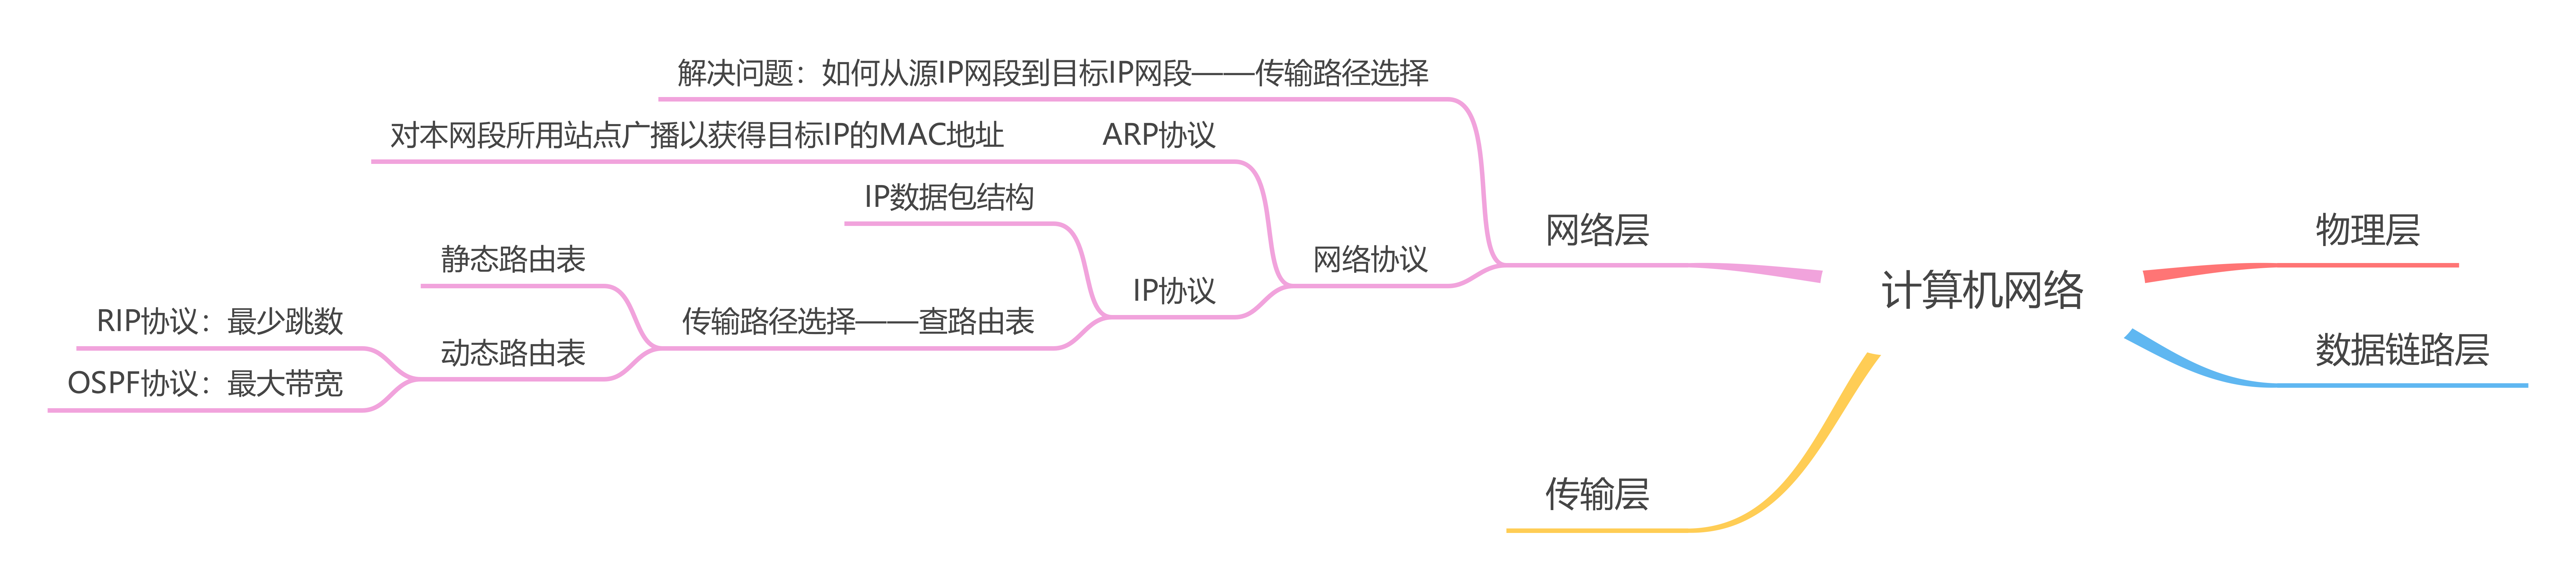 计算机网络
物理层
数据链路层
网络层
解决问题：如何从源IP网段到目标IP网段——传输路径选择
网络协议
ARP协议
对本网段所用站点广播以获得目标IP的MAC地址
IP协议
IP数据包结构
传输路径选择——查路由表
静态路由表
动态路由表
RIP协议：最少跳数
OSPF协议：最大带宽
传输层